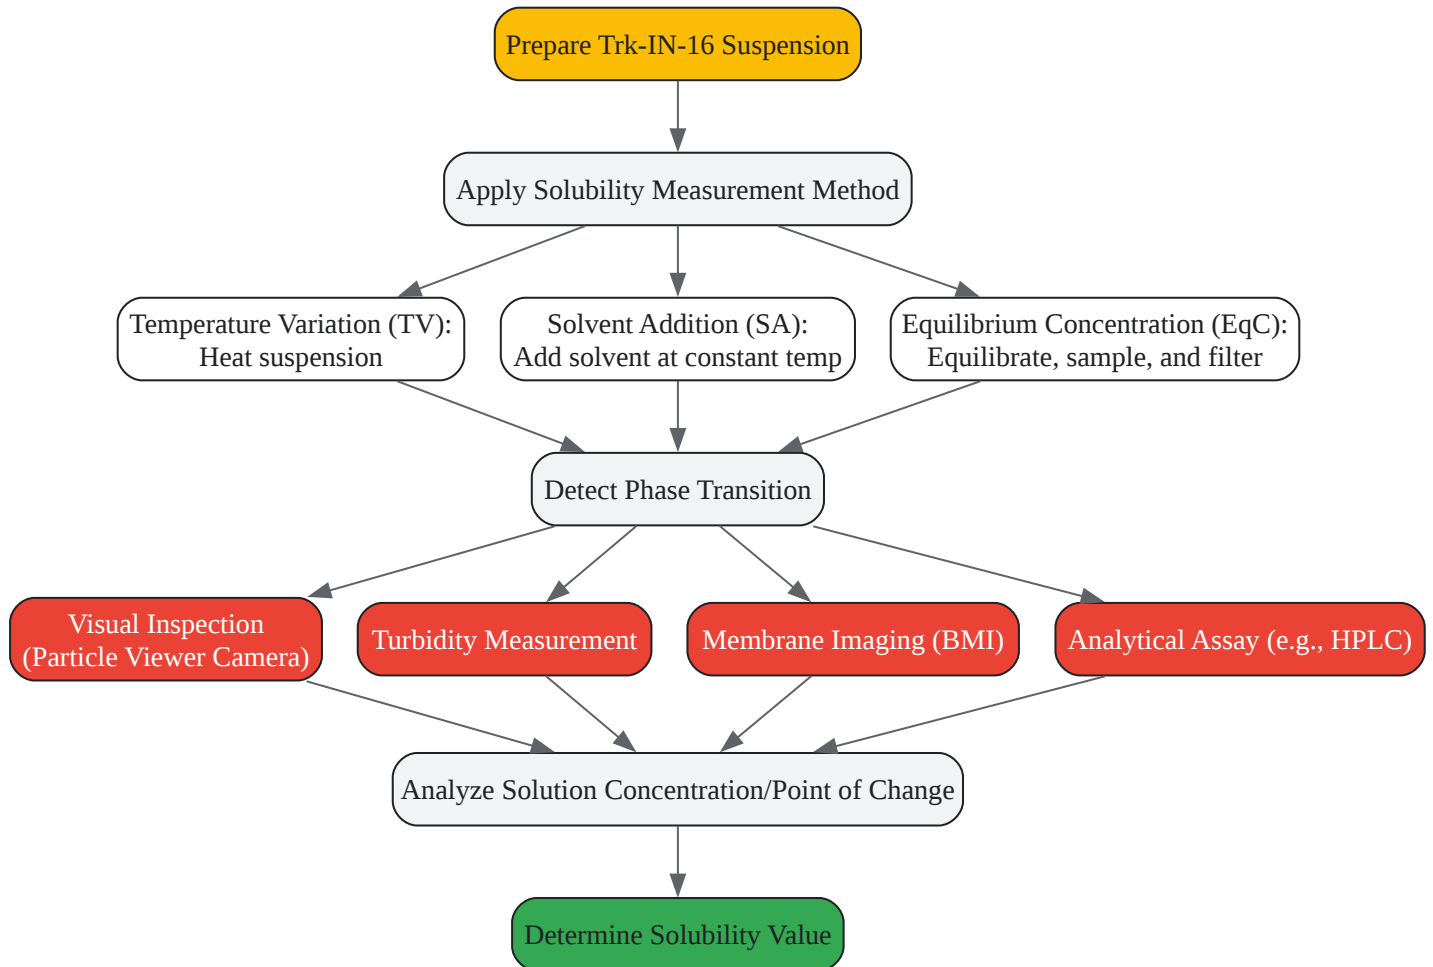 Prepare Trk-IN-16 Suspension
Apply Solubility Measurement Method
Temperature Variation (TV):
Heat suspension
Solvent Addition (SA):
Add solvent at constant temp
Equilibrium Concentration (EqC):
Equilibrate, sample, and filter
Detect Phase Transition
Visual Inspection
(Particle Viewer Camera)
Turbidity Measurement
Membrane Imaging (BMI)
Analytical Assay (e.g., HPLC)
Analyze Solution Concentration/Point of Change
Determine Solubility Value